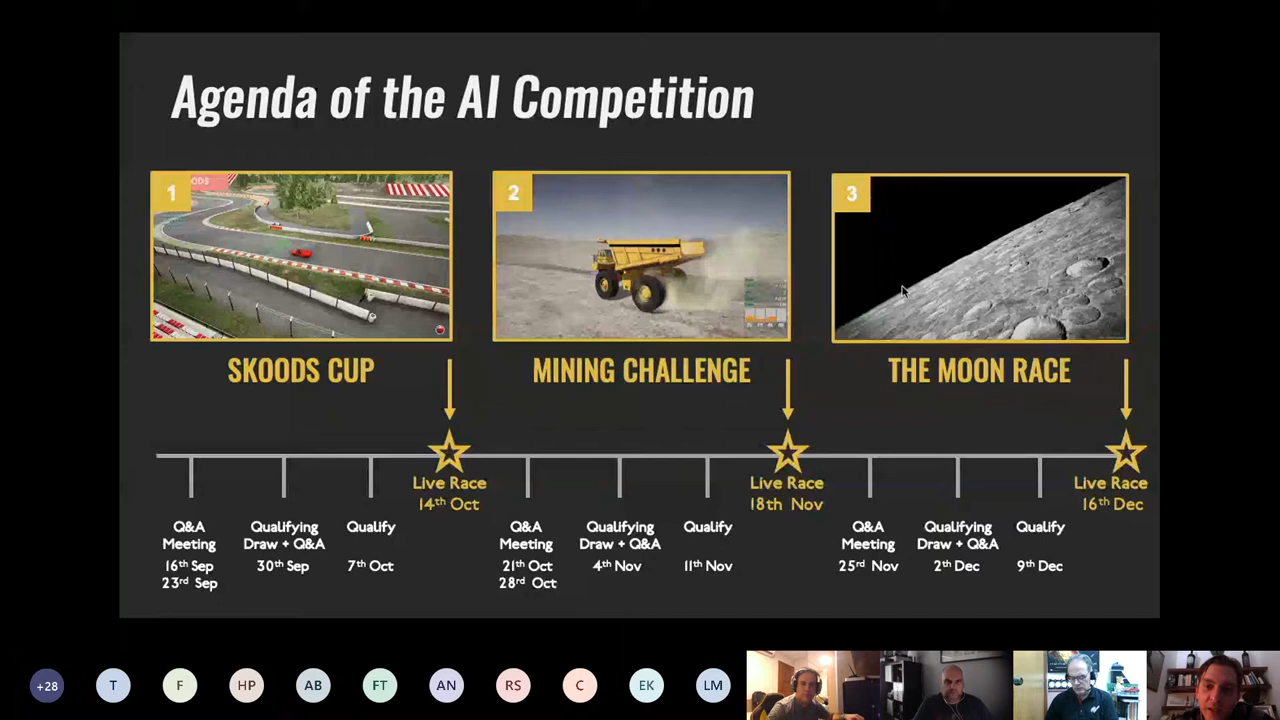 Agenda of the AI Competition
1
2
3
SKOODS CUP
MINING CHALLENGE
THE MOON RACE
Live Race
14th Oct
Live Race
18th Nov
Live Race
16th Dec
Q&A
Meeting
16th Sep
23rd Sep
Qualifying
Draw + Q&A
30th Sep
Qualify
7th Oct
Q&A
Meeting
21th Oct
28rd Oct
Qualifying
Draw + Q&A
4th Nov
Qualify
11th Nov
Q&A
Meeting
25rd Nov
Qualifying
Draw + Q&A
2th Dec
Qualify
9th Dec
+28 T F HP AB FT AN RS C EK LM